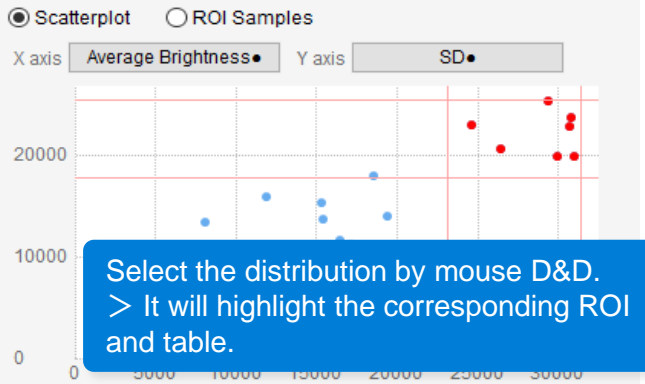 Scatterplot ROI Samples
X axis Average Brightness● Y axis SD●
20000
10000
Select the distribution by mouse D&D.
＞ It will highlight the corresponding ROI
and table.
0
0 5000 10000 15000 20000 25000 30000